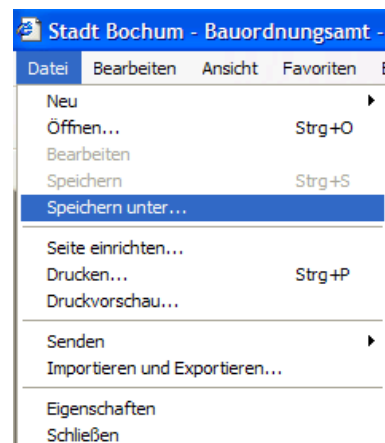 Stadt Bochum - Bauordnungsamt -
Datei Bearbeiten Ansicht Favoriten
Neu
Öffnen... Strg+O
Bearbeiten
Speichern Strg+S
Speichern unter...
Seite einrichten...
Drucken... Strg+P
Druckvorschau...
Senden
Importieren und Exportieren...
Eigenschaften
Schließen